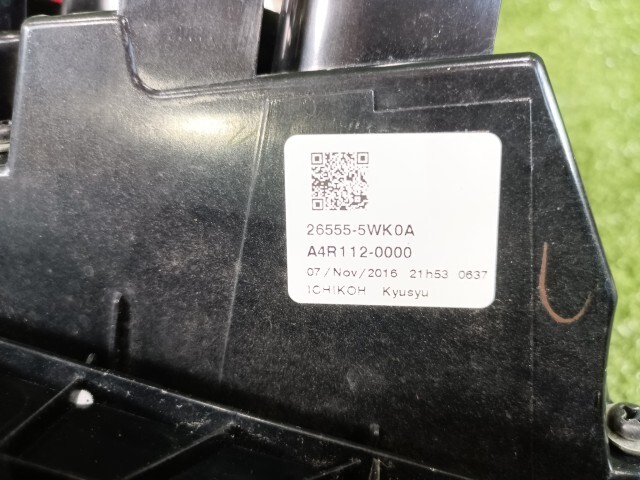 26555-5WK0A
A4R112-0000
07/Nov/2016 21h53 0637
ICHIKOH Kyusyu